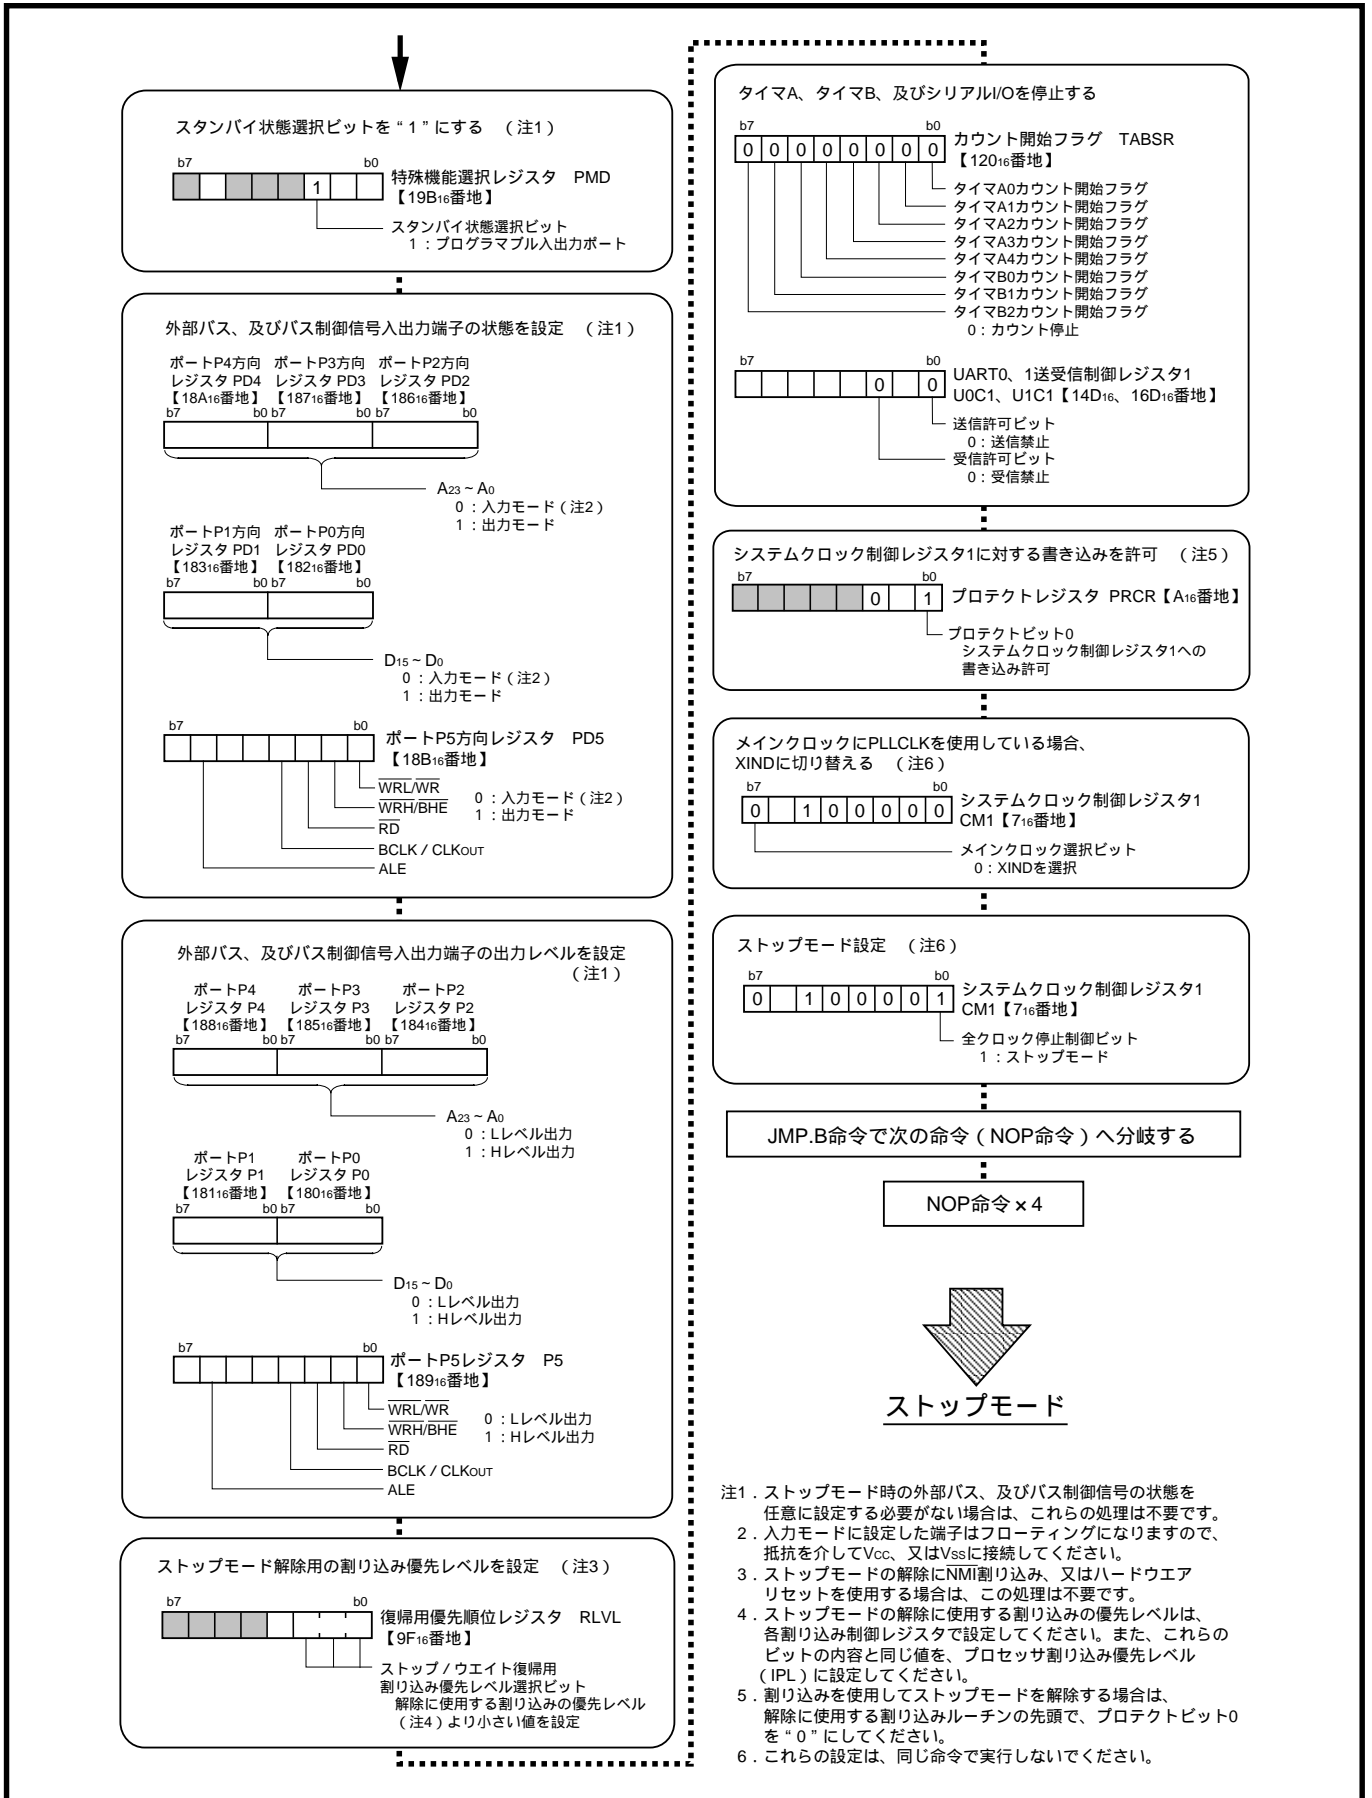 スタンバイ状態選択ビットを“1”にする （注1）
b7 b0
1
特殊機能選択レジスタ PMD
【19B16番地】
スタンバイ状態選択ビット
1：プログラマブル入出力ポート
外部バス、及びバス制御信号入出力端子の状態を設定 （注1）
ポートP4方向 ポートP3方向 ポートP2方向
レジスタ PD4 レジスタ PD3 レジスタ PD2
【18A16番地】 【18716番地】 【18616番地】
b7 b0 b7 b0 b7 b0
A23～A0
0：入力モード（注2）
1：出力モード
ポートP1方向 ポートP0方向
レジスタ PD1 レジスタ PD0
【18316番地】 【18216番地】
b7 b0 b7 b0
D15～D0
0：入力モード（注2）
1：出力モード
b7 b0
ポートP5方向レジスタ PD5
【18B16番地】
WRL/WR
WRH/BHE
0：入力モード（注2）
1：出力モード
RD
BCLK / CLKOUT
ALE
外部バス、及びバス制御信号入出力端子の出力レベルを設定
（注1）
ポートP4 ポートP3 ポートP2
レジスタ P4 レジスタ P3 レジスタ P2
【18816番地】 【18516番地】 【18416番地】
b7 b0 b7 b0 b7 b0
A23～A0
0：Lレベル出力
1：Hレベル出力
ポートP1 ポートP0
レジスタ P1 レジスタ P0
【18116番地】 【18016番地】
b7 b0 b7 b0
D15～D0
0：Lレベル出力
1：Hレベル出力
b7 b0
ポートP5レジスタ P5
【18916番地】
WRL/WR
WRH/BHE
0：Lレベル出力
1：Hレベル出力
RD
BCLK / CLKOUT
ALE
ストップモード解除用の割り込み優先レベルを設定 （注3）
b7 b0
復帰用優先順位レジスタ RLVL
【9F16番地】
ストップ／ウエイト復帰用
割り込み優先レベル選択ビット
解除に使用する割り込みの優先レベル
（注4）より小さい値を設定
タイマA、タイマB、及びシリアルI/Oを停止する
b7 b0
0 0 0 0 0 0 0 0
カウント開始フラグ TABSR
【12016番地】
タイマA0カウント開始フラグ
タイマA1カウント開始フラグ
タイマA2カウント開始フラグ
タイマA3カウント開始フラグ
タイマA4カウント開始フラグ
タイマB0カウント開始フラグ
タイマB1カウント開始フラグ
タイマB2カウント開始フラグ
0：カウント停止
b7 b0
0 0
UART0、1送受信制御レジスタ1
U0C1、U1C1【14D16、16D16番地】
送信許可ビット
0：送信禁止
受信許可ビット
0：受信禁止
システムクロック制御レジスタ1に対する書き込みを許可 （注5）
b7 b0
0 1
プロテクトレジスタ PRCR【A16番地】
プロテクトビット0
システムクロック制御レジスタ1への
書き込み許可
メインクロックにPLLCLKを使用している場合、
XINDに切り替える （注6）
b7 b0
0 1 0 0 0 0 0
システムクロック制御レジスタ1
CM1【716番地】
メインクロック選択ビット
0：XINDを選択
ストップモード設定 （注6）
b7 b0
0 1 0 0 0 0 1
システムクロック制御レジスタ1
CM1【716番地】
全クロック停止制御ビット
1：ストップモード
JMP.B命令で次の命令（NOP命令）へ分岐する
NOP命令×4
ストップモード
注1．ストップモード時の外部バス、及びバス制御信号の状態を
任意に設定する必要がない場合は、これらの処理は不要です。
2．入力モードに設定した端子はフローティングになりますので、
抵抗を介してVCC、又はVSSに接続してください。
3．ストップモードの解除にNMI割り込み、又はハードウエア
リセットを使用する場合は、この処理は不要です。
4．ストップモードの解除に使用する割り込みの優先レベルは、
各割り込み制御レジスタで設定してください。また、これらの
ビットの内容と同じ値を、プロセッサ割り込み優先レベル
（IPL）に設定してください。
5．割り込みを使用してストップモードを解除する場合は、
解除に使用する割り込みルーチンの先頭で、プロテクトビット0
を“0”にしてください。
6．これらの設定は、同じ命令で実行しないでください。